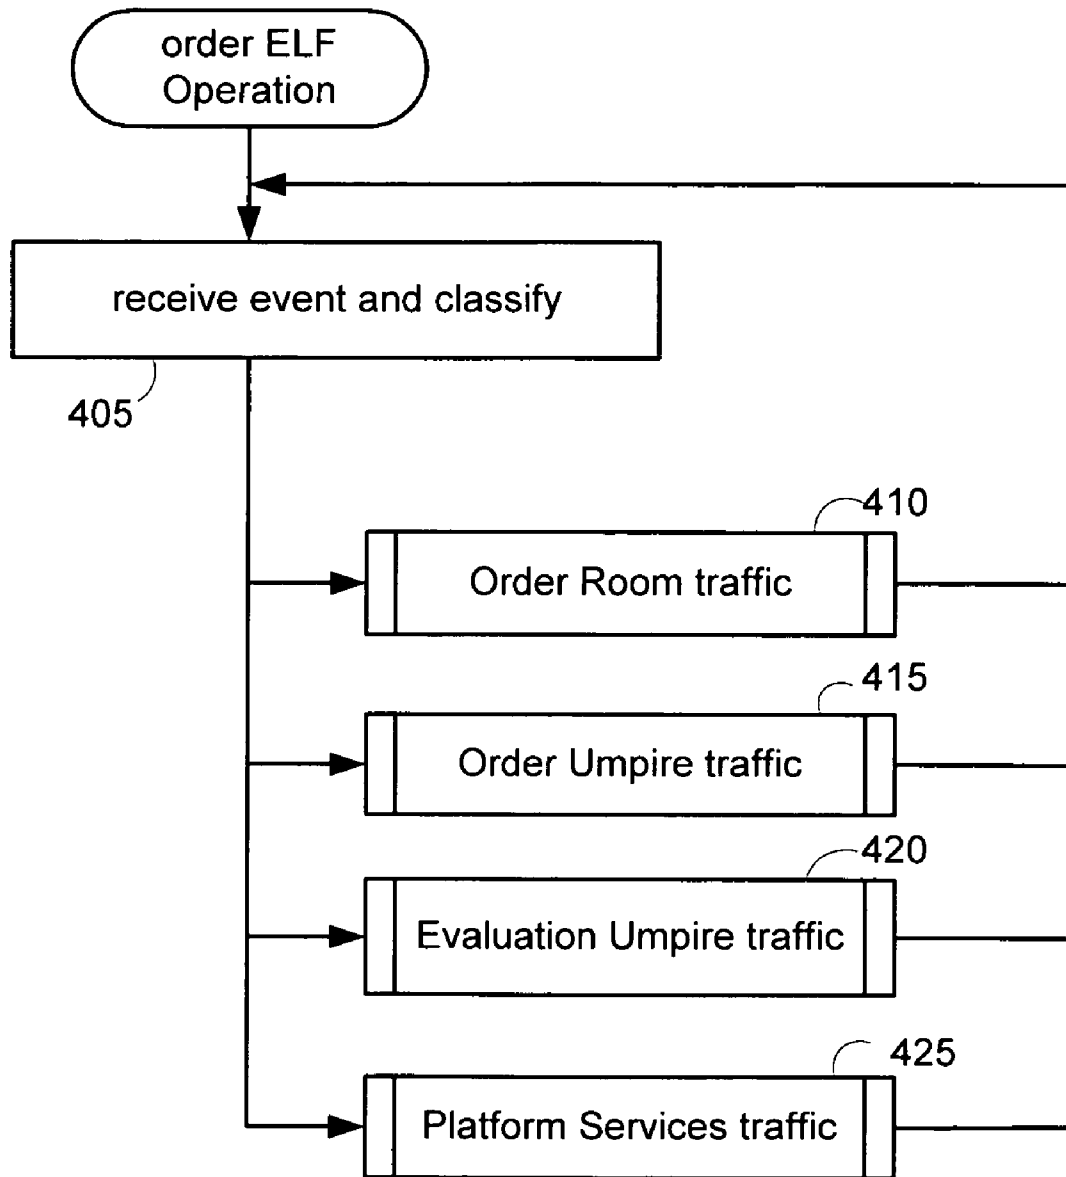 order ELF
Operation
receive event and classify
405
410
Order Room traffic
415
Order Umpire traffic
420
Evaluation Umpire traffic
425
Platform Services traffic